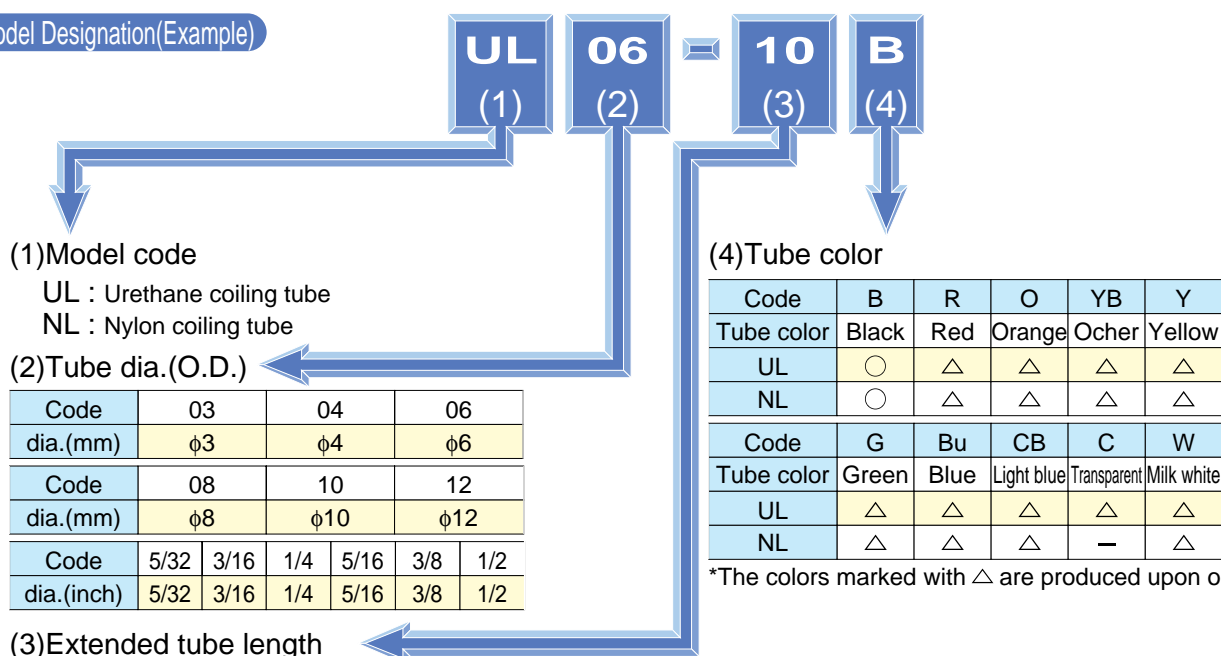 odel Designation(Example)
UL 06 - 10 B
(1) (2) (3) (4)
(1)Model code
UL : Urethane coiling tube
NL : Nylon coiling tube
(2)Tube dia.(O.D.)
Code 03 04 06
dia.(mm) φ3 φ4 φ6
Code 08 10 12
dia.(mm) φ8 φ10 φ12
Code 5/32 3/16 1/4 5/16 3/8 1/2
dia.(inch) 5/32 3/16 1/4 5/16 3/8 1/2
(3)Extended tube length
(4)Tube color
Code B R O YB Y
Tube color Black Red Orange Ocher Yellow
UL ○ △ △ △ △
NL ○ △ △ △ △
Code G Bu CB C W
Tube color Green Blue Light blue Transparent Milk white
UL △ △ △ △ △
NL △ △ △ – △
*The colors marked with △ are produced upon o